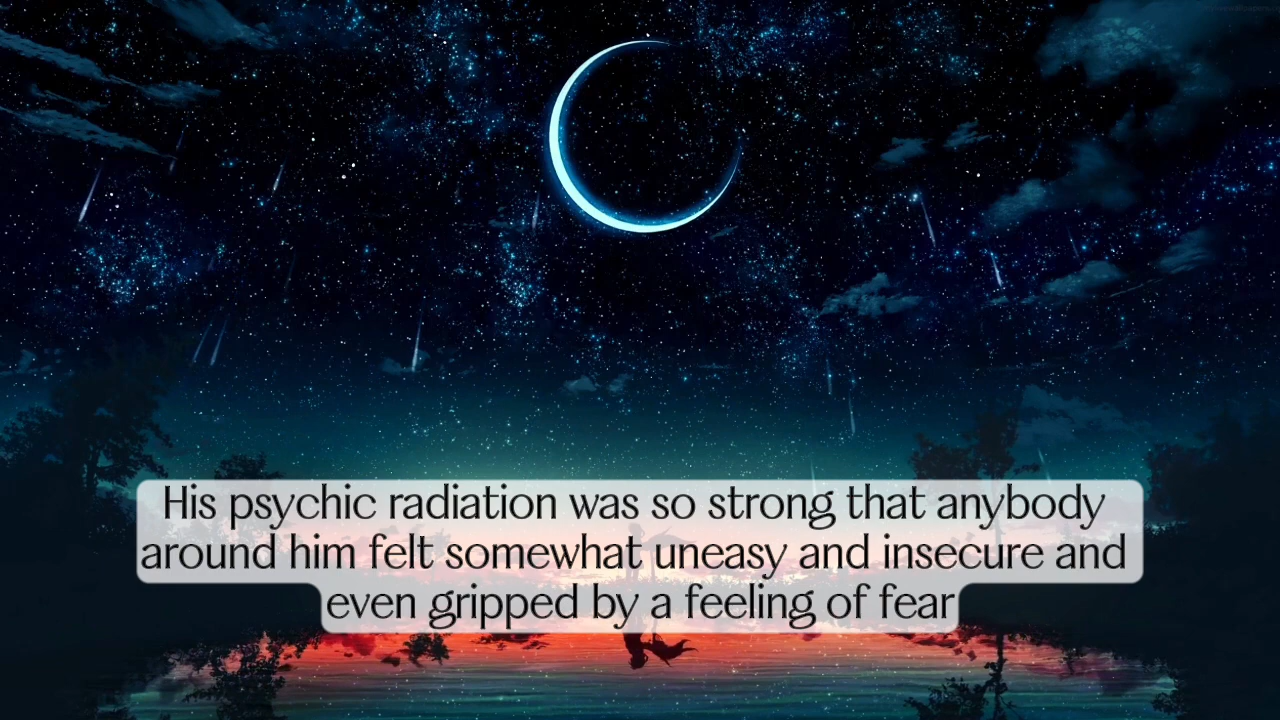 His psychic radiation was so strong that anybody
around him felt somewhat uneasy and insecure and
even gripped by a feeling of fear